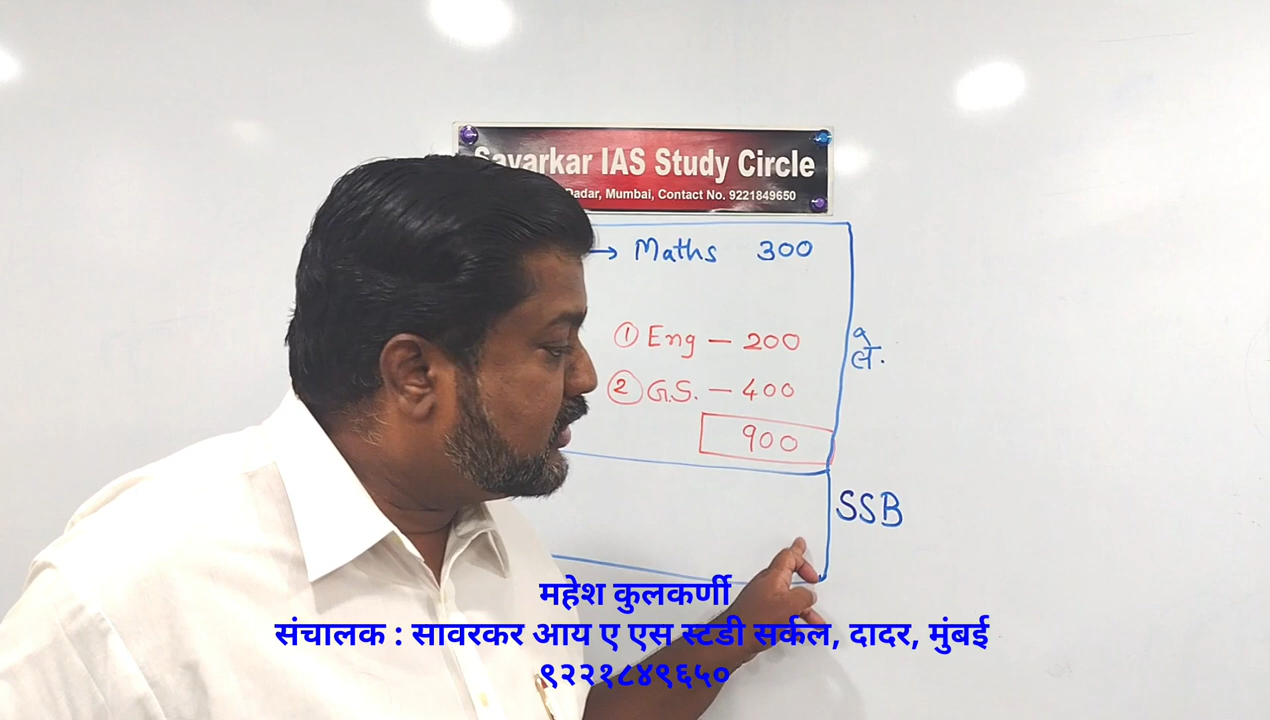 Savarkar IAS Study Circle
Dadar, Mumbai, Contact No. 9221849650
→ Maths 300
① Eng — 200
② G.S. — 400
900
ले.
SSB
महेश कुलकर्णी
संचालक : सावरकर आय ए एस स्टडी सर्कल, दादर, मुंबई
९२२१८४९६५०